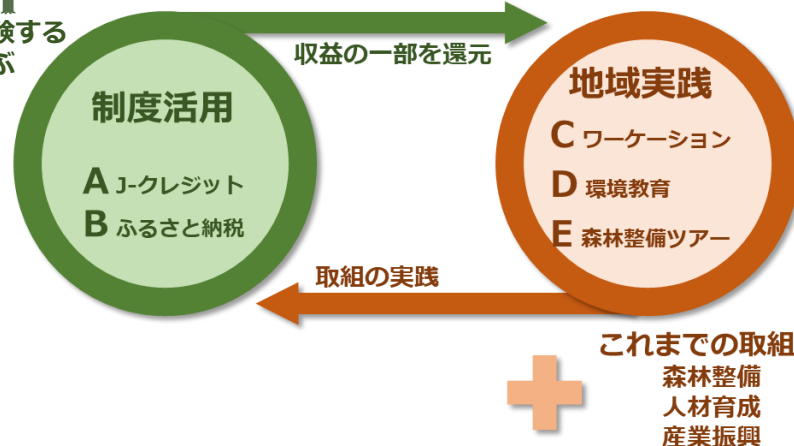 験する
ぶ
収益の一部を還元
制度活用
A J-クレジット
B ふるさと納税
地域実践
C ワーケーション
D 環境教育
E 森林整備ツアー
取組の実践
これまでの取組
森林整備
人材育成
産業振興